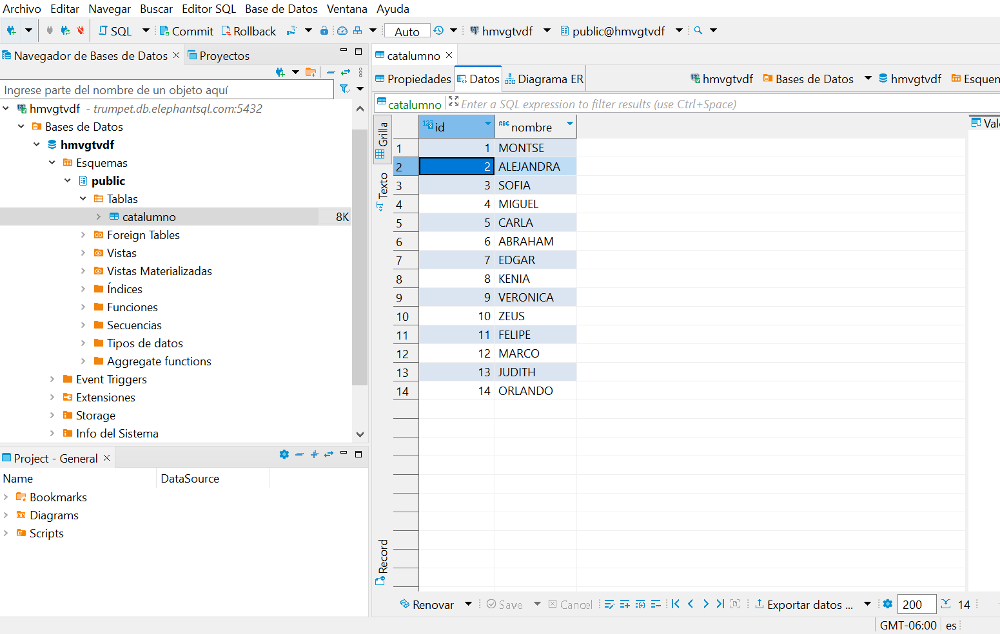 Archivo Editar Navegar Buscar Editor SQL Base de Datos Ventana Ayuda
SQL Commit Rollback Auto hmvgtvdf public@hmvgtvdf
Navegador de Bases de Datos Proyectos
Ingrese parte del nombre de un objeto aquí
hmvgtvdf - trumpet.db.elephantsql.com:5432
Bases de Datos
hmvgtvdf
Esquemas
public
Tablas
catalumno 8K
Foreign Tables
Vistas
Vistas Materializadas
Índices
Funciones
Secuencias
Tipos de datos
Aggregate functions
Event Triggers
Extensiones
Storage
Info del Sistema
Project - General
Name DataSource
Bookmarks
Diagrams
Scripts
catalumno
Propiedades Datos Diagrama ER hmvgtvdf Bases de Datos hmvgtvdf Esquem
catalumno Enter a SQL expression to filter results (use Ctrl+Space)
Grilla
Texto
Record
123 id ABC nombre Val
1 1 MONTSE
2 2 ALEJANDRA
3 3 SOFIA
4 4 MIGUEL
5 5 CARLA
6 6 ABRAHAM
7 7 EDGAR
8 8 KENIA
9 9 VERONICA
10 10 ZEUS
11 11 FELIPE
12 12 MARCO
13 13 JUDITH
14 14 ORLANDO
Renovar Save Cancel Exportar datos ... 200 14
GMT-06:00 es